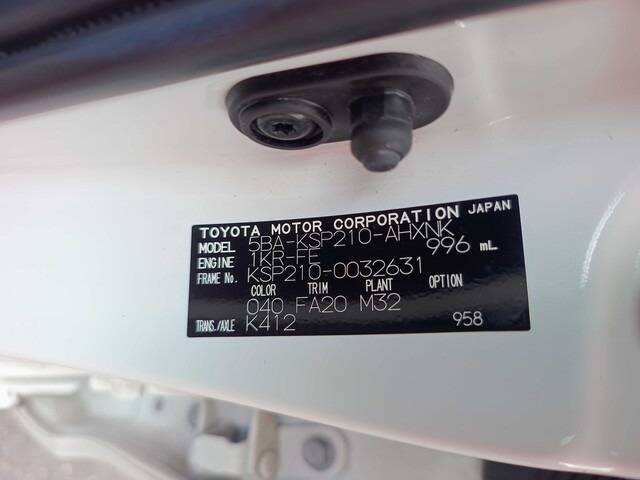 TOYOTA MOTOR CORPORATION JAPAN
MODEL 5BA-KSP210-AHXNK
ENGINE 1KR-FE 996 mL
FRAME No. KSP210-0032631
COLOR TRIM PLANT OPTION
040 FA20 M32
TRANS./AXLE K412 958